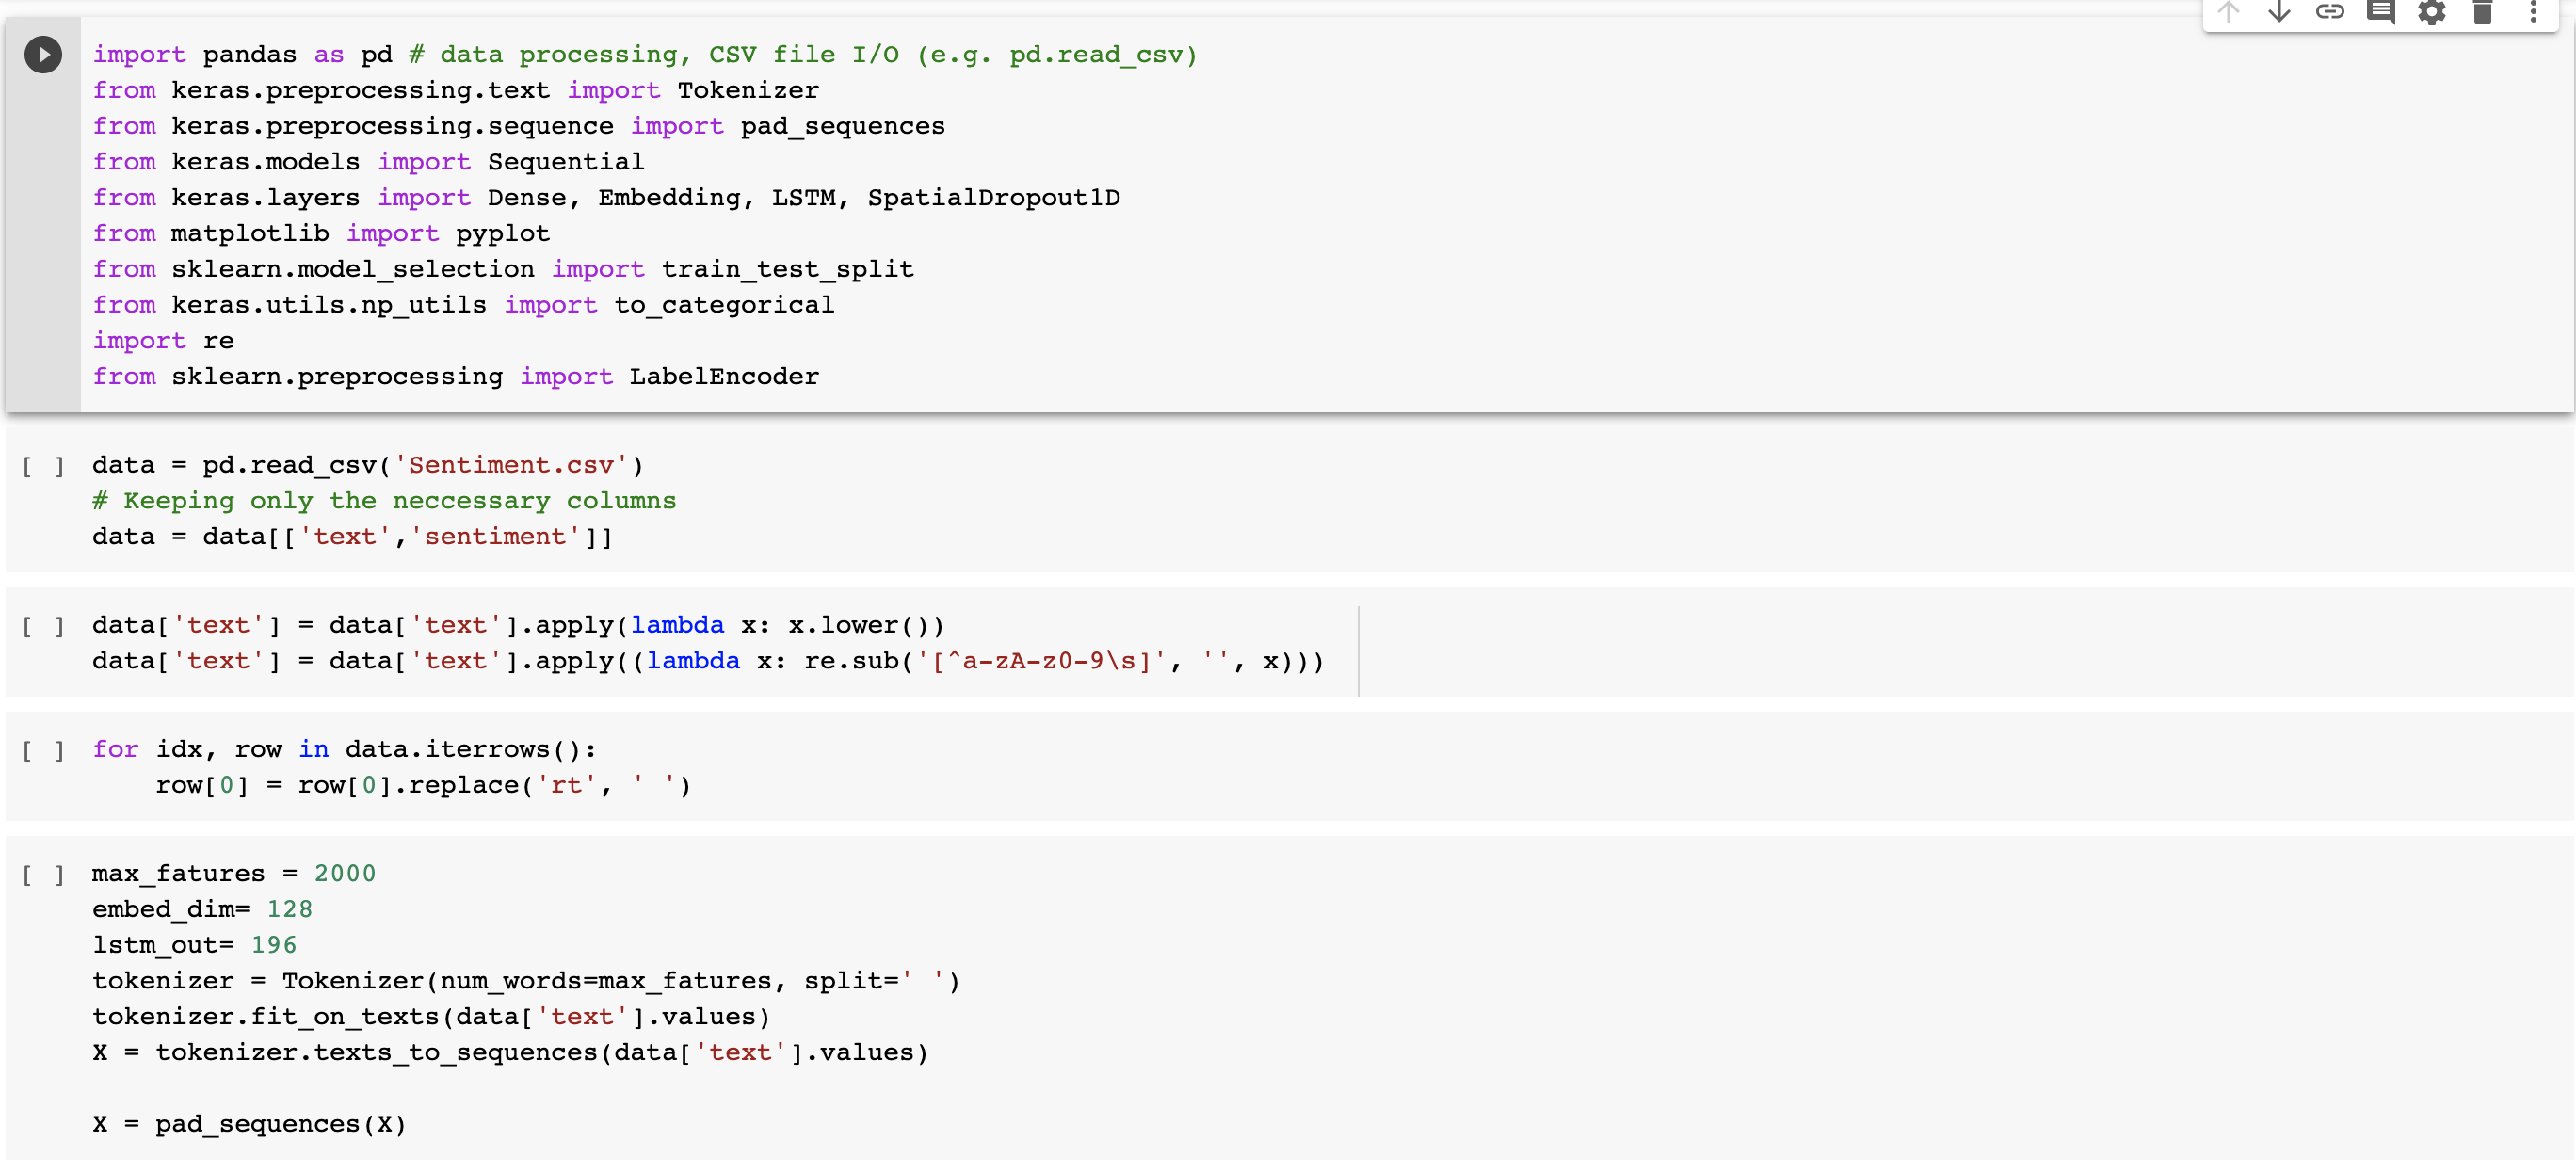 import pandas as pd # data processing, CSV file I/O (e.g. pd.read_csv)
from keras.preprocessing.text import Tokenizer
from keras.preprocessing.sequence import pad_sequences
from keras.models import Sequential
from keras.layers import Dense, Embedding, LSTM, SpatialDropout1D
from matplotlib import pyplot
from sklearn.model_selection import train_test_split
from keras.utils.np_utils import to_categorical
import re
from sklearn.preprocessing import LabelEncoder
[ ] data = pd.read_csv('Sentiment.csv')
# Keeping only the neccessary columns
data = data[['text','sentiment']]
[ ] data['text'] = data['text'].apply(lambda x: x.lower())
data['text'] = data['text'].apply((lambda x: re.sub('[^a-zA-z0-9\s]', '', x)))
[ ] for idx, row in data.iterrows():
    row[0] = row[0].replace('rt', ' ')
[ ] max_fatures = 2000
embed_dim= 128
lstm_out= 196
tokenizer = Tokenizer(num_words=max_fatures, split=' ')
tokenizer.fit_on_texts(data['text'].values)
X = tokenizer.texts_to_sequences(data['text'].values)
X = pad_sequences(X)